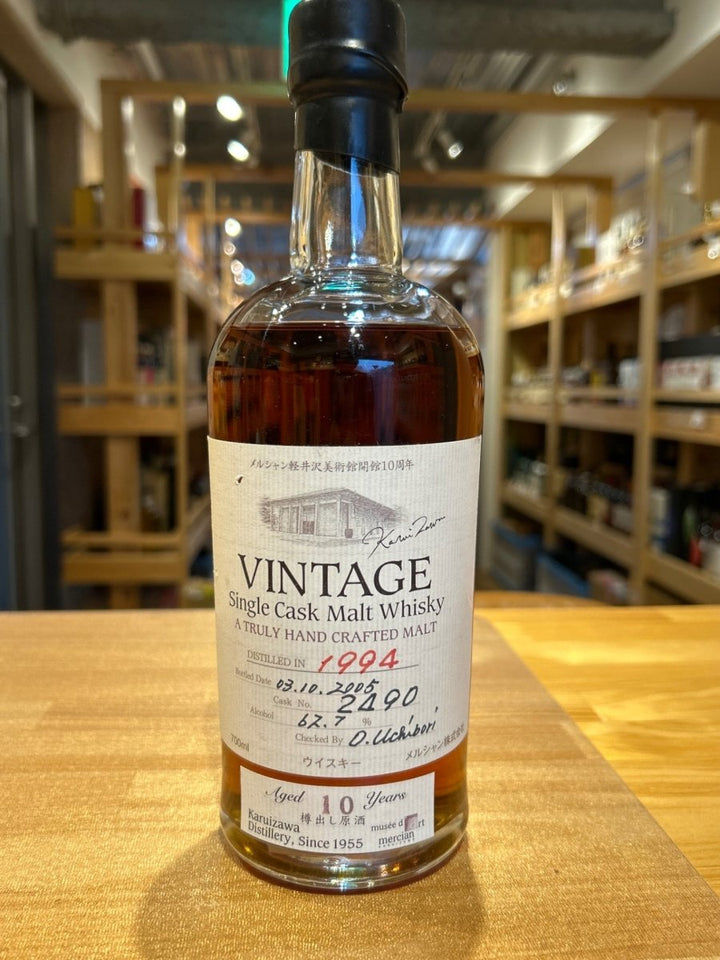 メルシャン軽井沢美術館開館10周年
Karuizawa
VINTAGE
Single Cask Malt Whisky
A TRULY HAND CRAFTED MALT
DISTILLED IN 1994
Bottled Date 03.10.2005
Cask No. 2490
Alcohol 62.7 %
Checked By O.Uchibori
700ml
ウイスキー
メルシャン株式会社
Aged 10 Years
樽出し原酒
Karuizawa
Distillery, Since 1955
musée d'Art
mercian